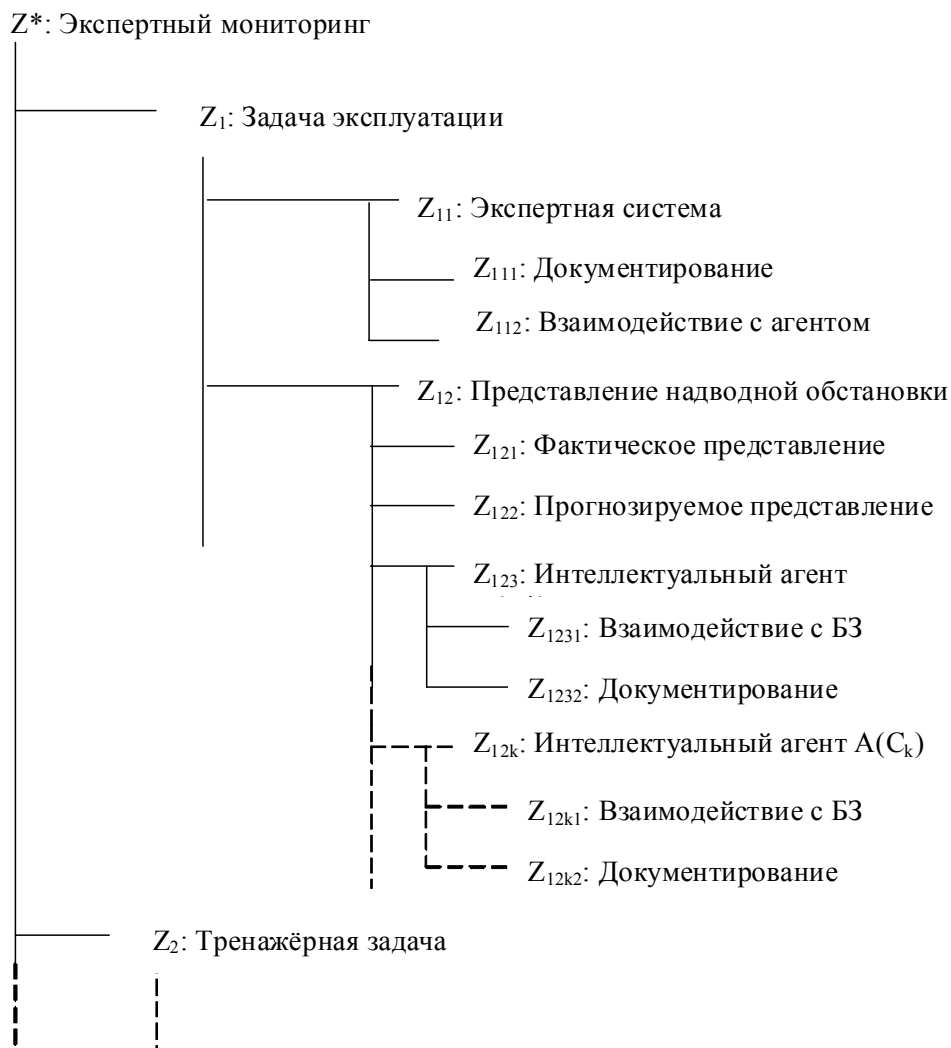 Z*: Экспертный мониторинг
Z₁: Задача эксплуатации
Z₁₁: Экспертная система
Z₁₁₁: Документирование
Z₁₁₂: Взаимодействие с агентом
Z₁₂: Представление надводной обстановки
Z₁₂₁: Фактическое представление
Z₁₂₂: Прогнозируемое представление
Z₁₂₃: Интеллектуальный агент
Z₁₂₃₁: Взаимодействие с БЗ
Z₁₂₃₂: Документирование
Z₁₂ₖ: Интеллектуальный агент A(Cₖ)
Z₁₂ₖ₁: Взаимодействие с БЗ
Z₁₂ₖ₂: Документирование
Z₂: Тренажёрная задача